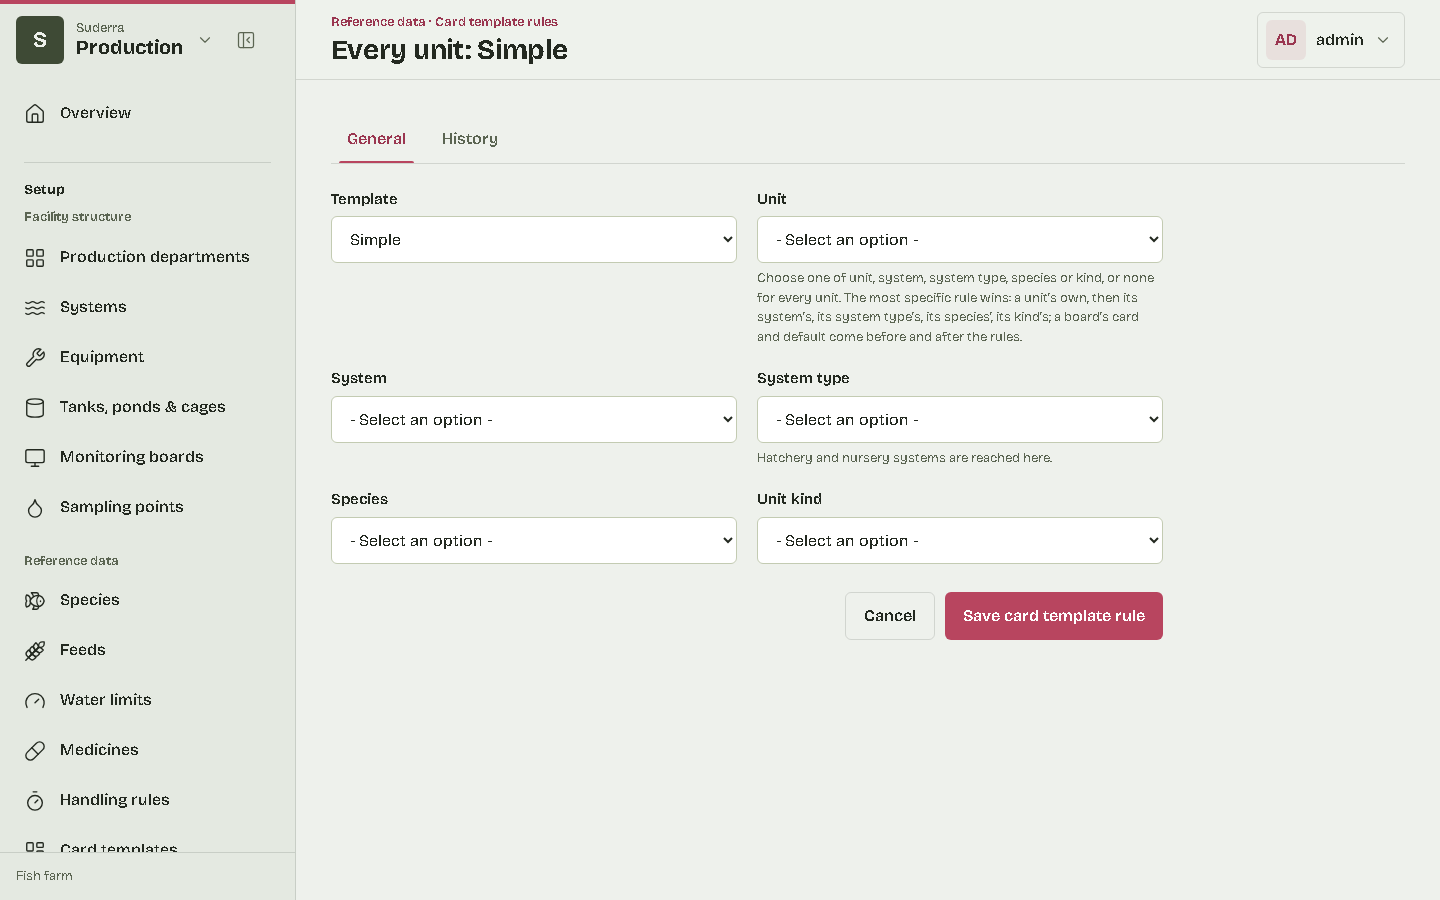 S
Suderra
Production
Overview
Setup
Facility structure
Production departments
Systems
Equipment
Tanks, ponds & cages
Monitoring boards
Sampling points
Reference data
Species
Feeds
Water limits
Medicines
Handling rules
Card templates
Fish farm
Reference data · Card template rules
Every unit: Simple
AD
admin
General
History
Template
Simple
Unit
- Select an option -
Choose one of unit, system, system type, species or kind, or none
for every unit. The most specific rule wins: a unit's own, then its
system's, its system type's, its species', its kind's; a board's card
and default come before and after the rules.
System
- Select an option -
System type
- Select an option -
Hatchery and nursery systems are reached here.
Species
- Select an option -
Unit kind
- Select an option -
Cancel
Save card template rule